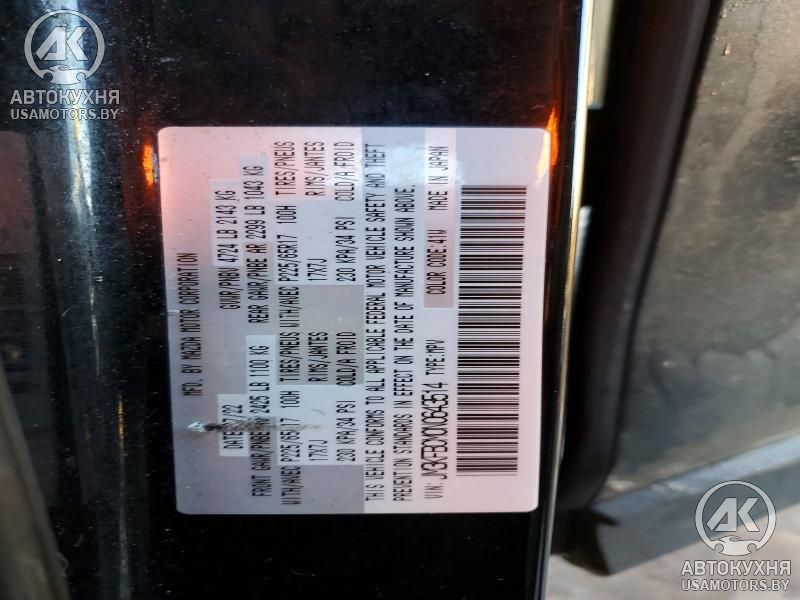 АВТОКУХНЯ
USAMOTORS.BY
MFD. BY MAZDA MOTOR CORPORATION
GVWR/PNBV 4724 LB 2143 KG
FRONT GAWR/PNBE AV 2425 LB 1100 KG
REAR GAWR/PNBE AR 2299 LB 1043 KG
WITH/AVEC P225/65R17 100H TIRES/PNEUS
WITH/AVEC P225/65R17 100H TIRES/PNEUS
17X7J RIMS/JANTES
17X7J RIMS/JANTES
230 KPA/34 PSI COLD/A FROID
230 KPA/34 PSI COLD/A FROID
THIS VEHICLE CONFORMS TO ALL APPLICABLE FEDERAL MOTOR VEHICLE SAFETY AND THEFT
PREVENTION STANDARDS IN EFFECT ON THE DATE OF MANUFACTURE SHOWN ABOVE.
VIN: TYPE:MPV COLOR CODE:41W MADE IN JAPAN
АВТОКУХНЯ
USAMOTORS.BY